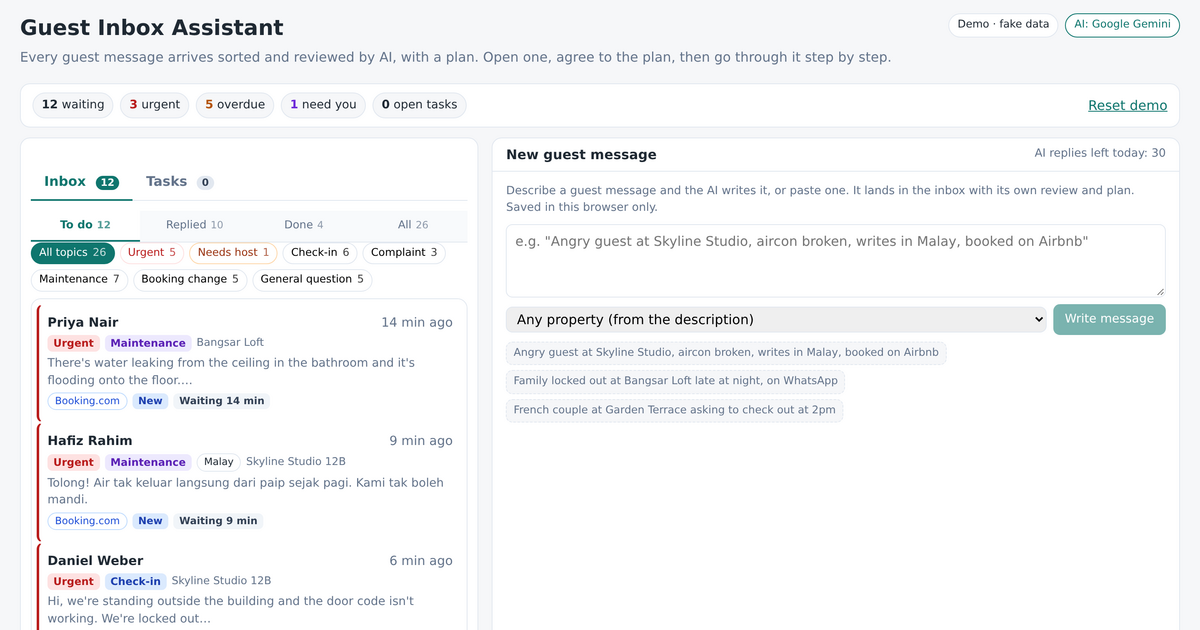 Guest Inbox Assistant
Demo · fake data
AI: Google Gemini
Every guest message arrives sorted and reviewed by AI, with a plan. Open one, agree to the plan, then go through it step by step.
12 waiting
3 urgent
5 overdue
1 need you
0 open tasks
Reset demo
Inbox 12
Tasks 0
To do 12
Replied 10
Done 4
All 26
All topics 26
Urgent 5
Needs host 1
Check-in 6
Complaint 3
Maintenance 7
Booking change 5
General question 5
Priya Nair
14 min ago
Urgent
Maintenance
Bangsar Loft
There's water leaking from the ceiling in the bathroom and it's
flooding onto the floor....
Booking.com
New
Waiting 14 min
Hafiz Rahim
9 min ago
Urgent
Maintenance
Malay
Skyline Studio 12B
Tolong! Air tak keluar langsung dari paip sejak pagi. Kami tak boleh
mandi.
Booking.com
New
Waiting 9 min
Daniel Weber
6 min ago
Urgent
Check-in
Skyline Studio 12B
Hi, we're standing outside the building and the door code isn't
working. We're locked out...
New guest message
AI replies left today: 30
Describe a guest message and the AI writes it, or paste one. It lands in the inbox with its own review and plan.
Saved in this browser only.
e.g. "Angry guest at Skyline Studio, aircon broken, writes in Malay, booked on Airbnb"
Any property (from the description)
Write message
Angry guest at Skyline Studio, aircon broken, writes in Malay, booked on Airbnb
Family locked out at Bangsar Loft late at night, on WhatsApp
French couple at Garden Terrace asking to check out at 2pm